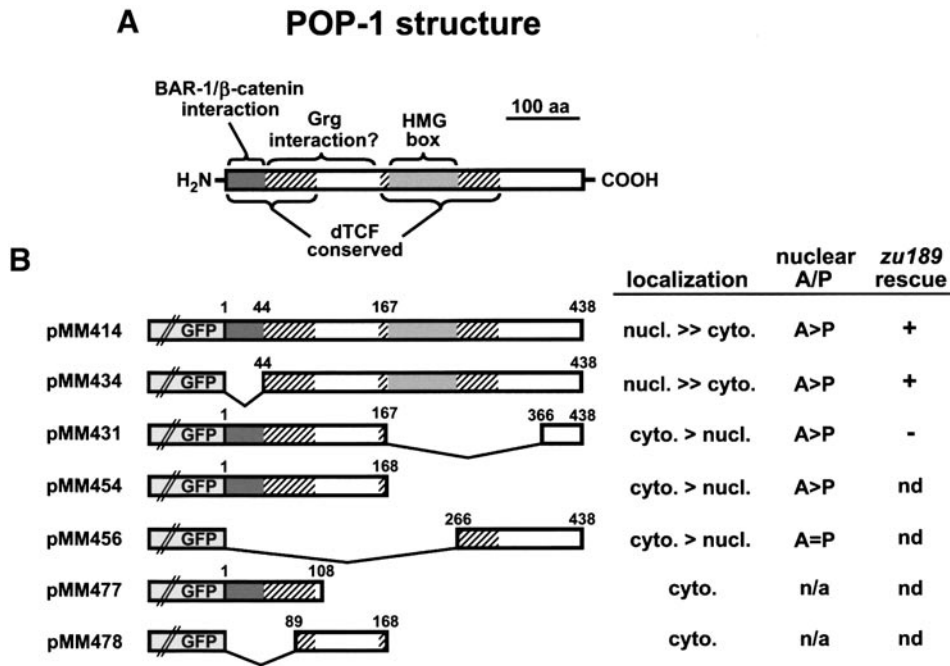 A
POP-1 structure
BAR-1/β-catenin
interaction
Grg
interaction?
HMG
box
100 aa
H2N
COOH
dTCF
conserved
B
localization
nuclear
A/P
zu189
rescue
pMM414
GFP
1 44 167 438
nucl. >> cyto. A>P +
pMM434
GFP
44 438
nucl. >> cyto. A>P +
pMM431
GFP
1 167 366 438
cyto. > nucl. A>P -
pMM454
GFP
1 168
cyto. > nucl. A>P nd
pMM456
GFP
266 438
cyto. > nucl. A=P nd
pMM477
GFP
1 108
cyto. n/a nd
pMM478
GFP
89 168
cyto. n/a nd